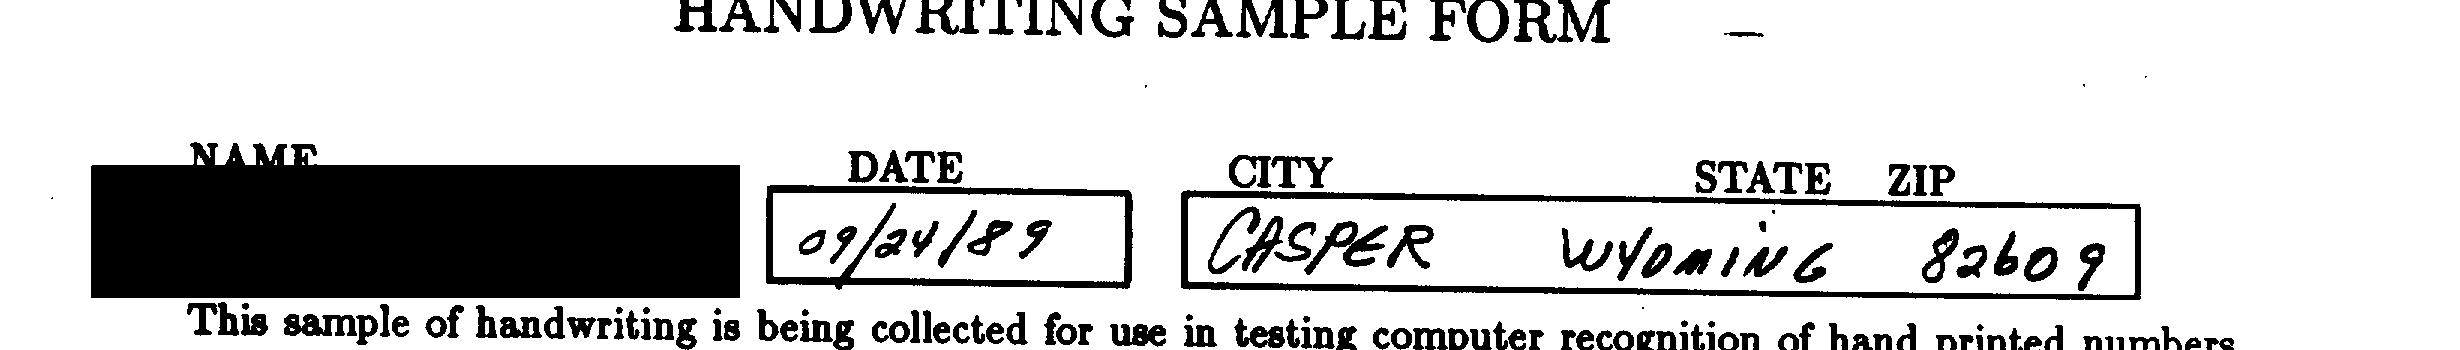 HANDWRITING SAMPLE FORM
NAME DATE CITY STATE ZIP
09/24/89 CASPER WYOMING 82609
This sample of handwriting is being collected for use in testing computer recognition of hand printed numbers